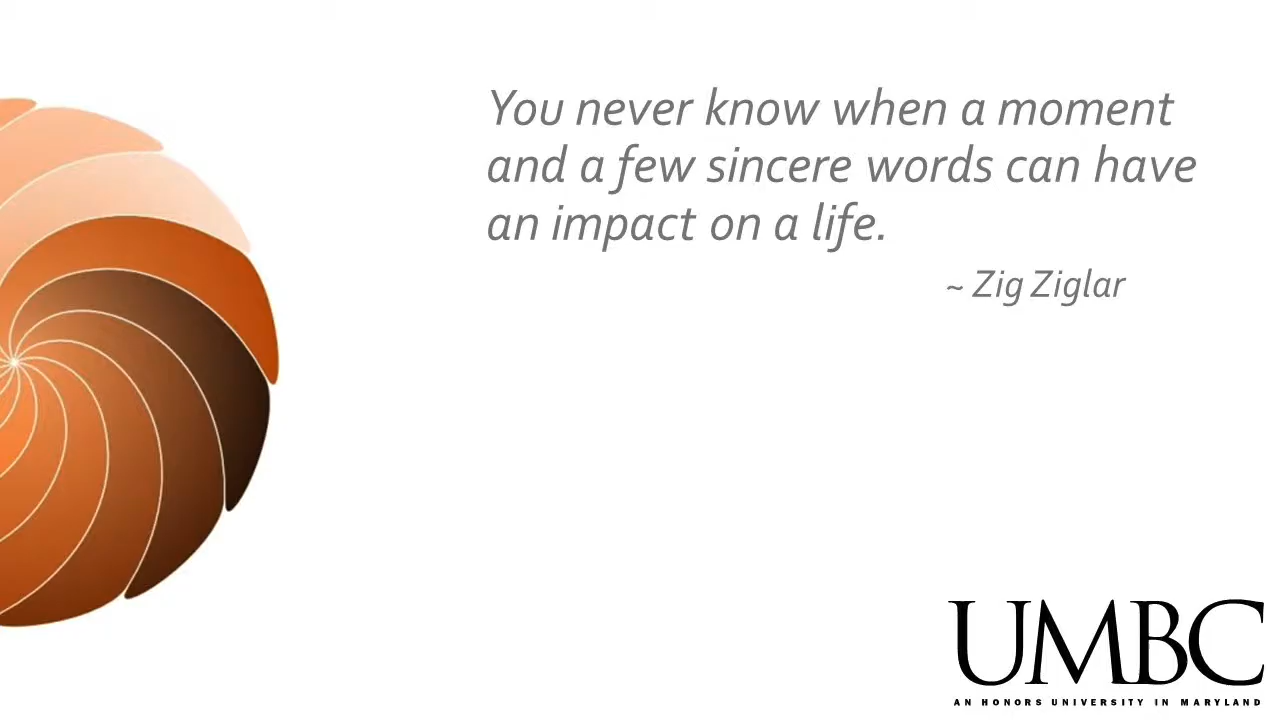 You never know when a moment
and a few sincere words can have
an impact on a life.
~ Zig Ziglar
UMBC
AN HONORS UNIVERSITY IN MARYLAND